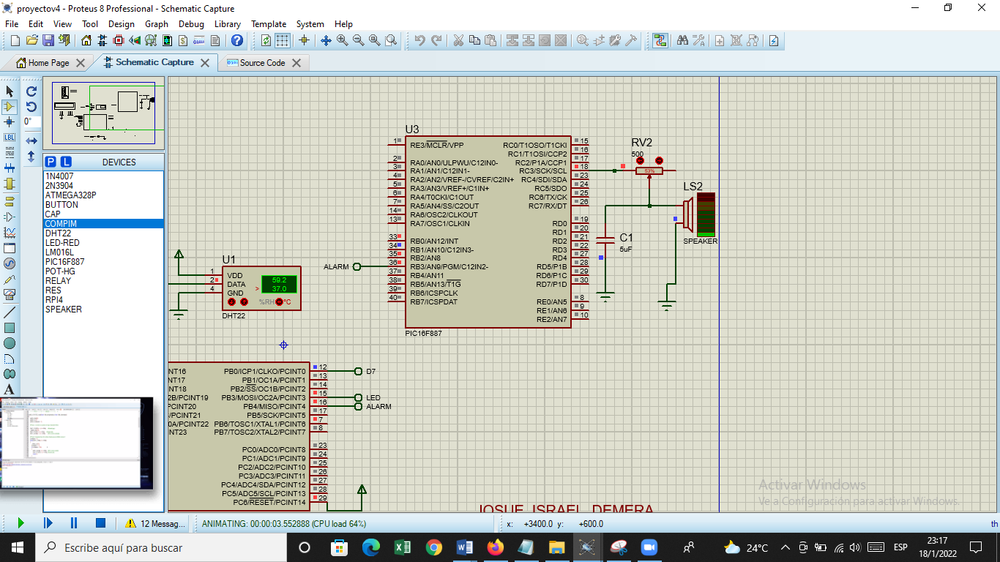 proyectov4 - Proteus 8 Professional - Schematic Capture
File Edit View Tool Design Graph Debug Library Template System Help
Home Page
Schematic Capture
Source Code
0°
P L DEVICES
1N4007
2N3904
ATMEGA328P
BUTTON
CAP
COMPIM
DHT22
LED-RED
LM016L
PIC16F887
POT-HG
RELAY
RES
RPI4
SPEAKER
LBL
A
U3
1 RE3/MCLR/VPP
2 RA0/AN0/ULPWU/C12IN0-
3 RA1/AN1/C12IN1-
4 RA2/AN2/VREF-/CVREF/C2IN+
5 RA3/AN3/VREF+/C1IN+
6 RA4/T0CKI/C1OUT
7 RA5/AN4/SS/C2OUT
14 RA6/OSC2/CLKOUT
13 RA7/OSC1/CLKIN
33 RB0/AN12/INT
34 RB1/AN10/C12IN3-
35 RB2/AN8
36 RB3/AN9/PGM/C12IN2-
37 RB4/AN11
38 RB5/AN13/T1G
39 RB6/ICSPCLK
40 RB7/ICSPDAT
RC0/T1OSO/T1CKI 15
RC1/T1OSI/CCP2 16
RC2/P1A/CCP1 17
RC3/SCK/SCL 18
RC4/SDI/SDA 23
RC5/SDO 24
RC6/TX/CK 25
RC7/RX/DT 26
RD0 19
RD1 20
RD2 21
RD3 22
RD4 27
RD5/P1B 28
RD6/P1C 29
RD7/P1D 30
RE0/AN5 8
RE1/AN6 9
RE2/AN7 10
PIC16F887
ALARM
RV2
500
53%
LS2
SPEAKER
C1
5uF
U1
1 VDD
2 DATA
4 GND
59.2
> 37.0
%RH °C
DHT22
NT16
NT17
NT18
2B/PCINT19
PCINT20
/PCINT21
0A/PCINT22
NT23
PB0/ICP1/CLKO/PCINT0 12
PB1/OC1A/PCINT1 13
PB2/SS/OC1B/PCINT2 14
PB3/MOSI/OC2A/PCINT3 15
PB4/MISO/PCINT4 16
PB5/SCK/PCINT5 17
PB6/TOSC1/XTAL1/PCINT6 7
PB7/TOSC2/XTAL2/PCINT7 8
PC0/ADC0/PCINT8 23
PC1/ADC1/PCINT9 24
PC2/ADC2/PCINT10 25
PC3/ADC3/PCINT11 26
PC4/ADC4/SDA/PCINT12 27
PC5/ADC5/SCL/PCINT13 28
PC6/RESET/PCINT14 29
D7
LED
ALARM
JOSUE ISRAEL DEMERA
Activar Windows
Ve a Configuración para activar Windows.
12 Messag...
ANIMATING: 00:00:03.552888 (CPU load 64%)
x: +3400.0 y: +600.0
th
Escribe aquí para buscar
24°C
ESP
23:17
18/1/2022